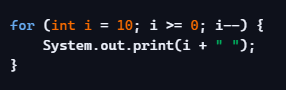 for (int i = 10; i >= 0; i--) {
    System.out.print(i + " ");
}